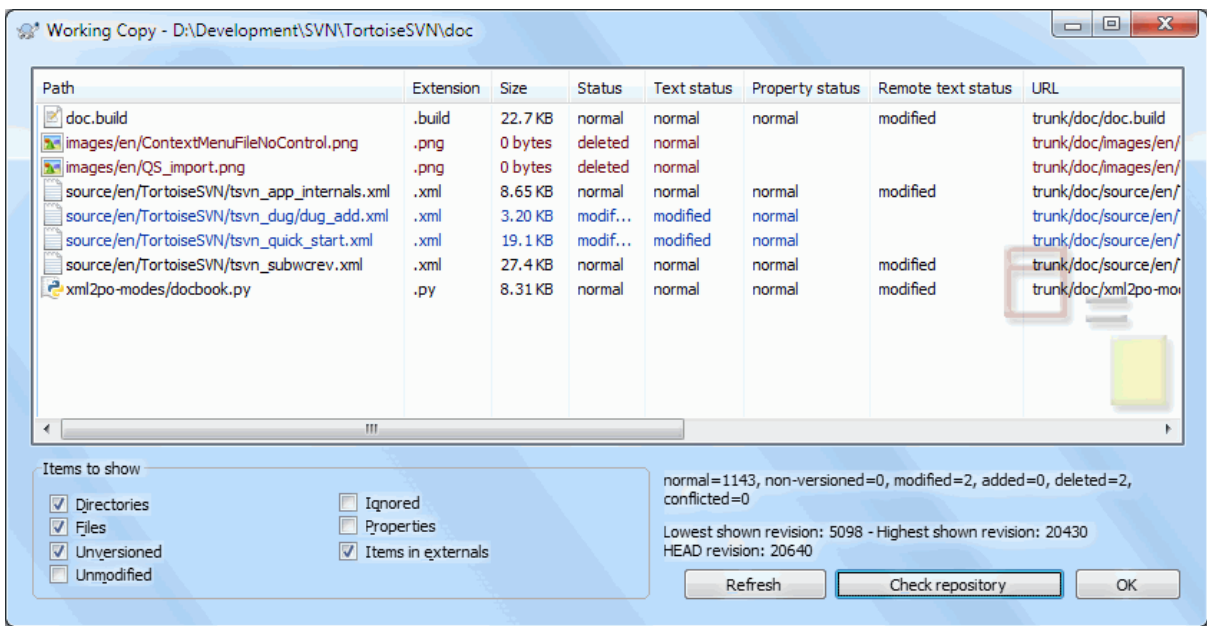 Working Copy - D:\Development\SVN\TortoiseSVN\doc
Path Extension Size Status Text status Property status Remote text status URL
doc.build .build 22.7 KB normal normal normal modified trunk/doc/doc.build
images/en/ContextMenuFileNoControl.png .png 0 bytes deleted normal trunk/doc/images/en/
images/en/QS_import.png .png 0 bytes deleted normal trunk/doc/images/en/
source/en/TortoiseSVN/tsvn_app_internals.xml .xml 8.65 KB normal normal normal modified trunk/doc/source/en/
source/en/TortoiseSVN/tsvn_dug/dug_add.xml .xml 3.20 KB modif... modified normal trunk/doc/source/en/
source/en/TortoiseSVN/tsvn_quick_start.xml .xml 19.1 KB modif... modified normal trunk/doc/source/en/
source/en/TortoiseSVN/tsvn_subwcrev.xml .xml 27.4 KB normal normal normal modified trunk/doc/source/en/
xml2po-modes/docbook.py .py 8.31 KB normal normal normal modified trunk/doc/xml2po-mo
Items to show
Directories Ignored
Files Properties
Unversioned Items in externals
Unmodified
normal=1143, non-versioned=0, modified=2, added=0, deleted=2,
conflicted=0
Lowest shown revision: 5098 - Highest shown revision: 20430
HEAD revision: 20640
Refresh Check repository OK